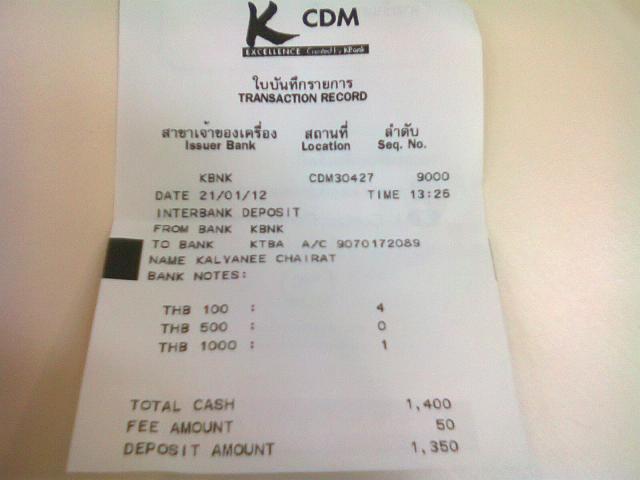 K CDM
EXCELLENCE Created by KBank
ใบบันทึกรายการ
TRANSACTION RECORD
สาขาเจ้าของเครื่อง สถานที่ ลำดับ
Issuer Bank Location Seq. No.
KBNK CDM30427 9000
DATE 21/01/12 TIME 13:25
INTERBANK DEPOSIT
FROM BANK KBNK
TO BANK KTBA A/C 9070172089
NAME KALYANEE CHAIRAT
BANK NOTES:
THB 100 : 4
THB 500 : 0
THB 1000 : 1
TOTAL CASH 1,400
FEE AMOUNT 50
DEPOSIT AMOUNT 1,350